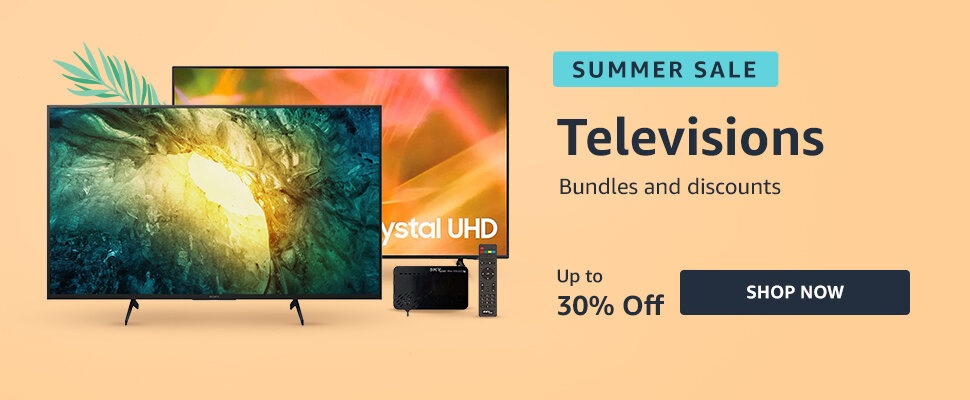 SUMMER SALE
Televisions
Bundles and discounts
ystal UHD
Up to
30% Off
SHOP NOW